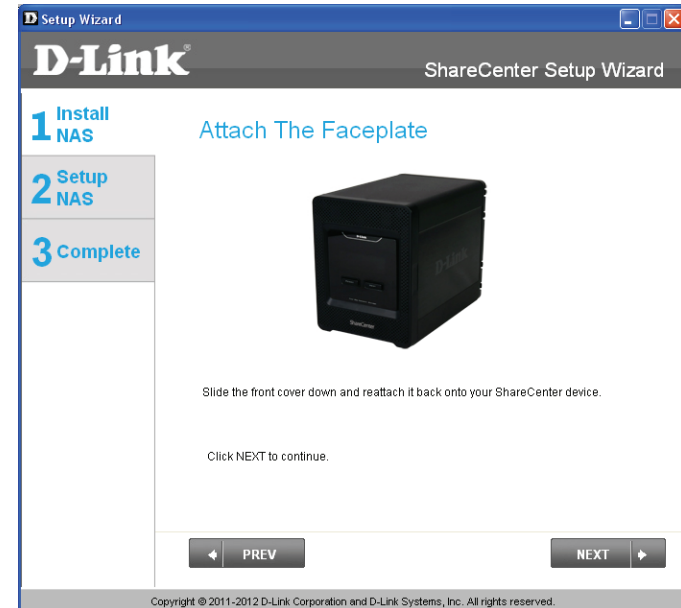 Setup Wizard
D-Link®
ShareCenter Setup Wizard
1 Install NAS
2 Setup NAS
3 Complete
Attach The Faceplate
D-Link
ShareCenter
Slide the front cover down and reattach it back onto your ShareCenter device.
Click NEXT to continue.
PREV
NEXT
Copyright © 2011-2012 D-Link Corporation and D-Link Systems, Inc. All rights reserved.